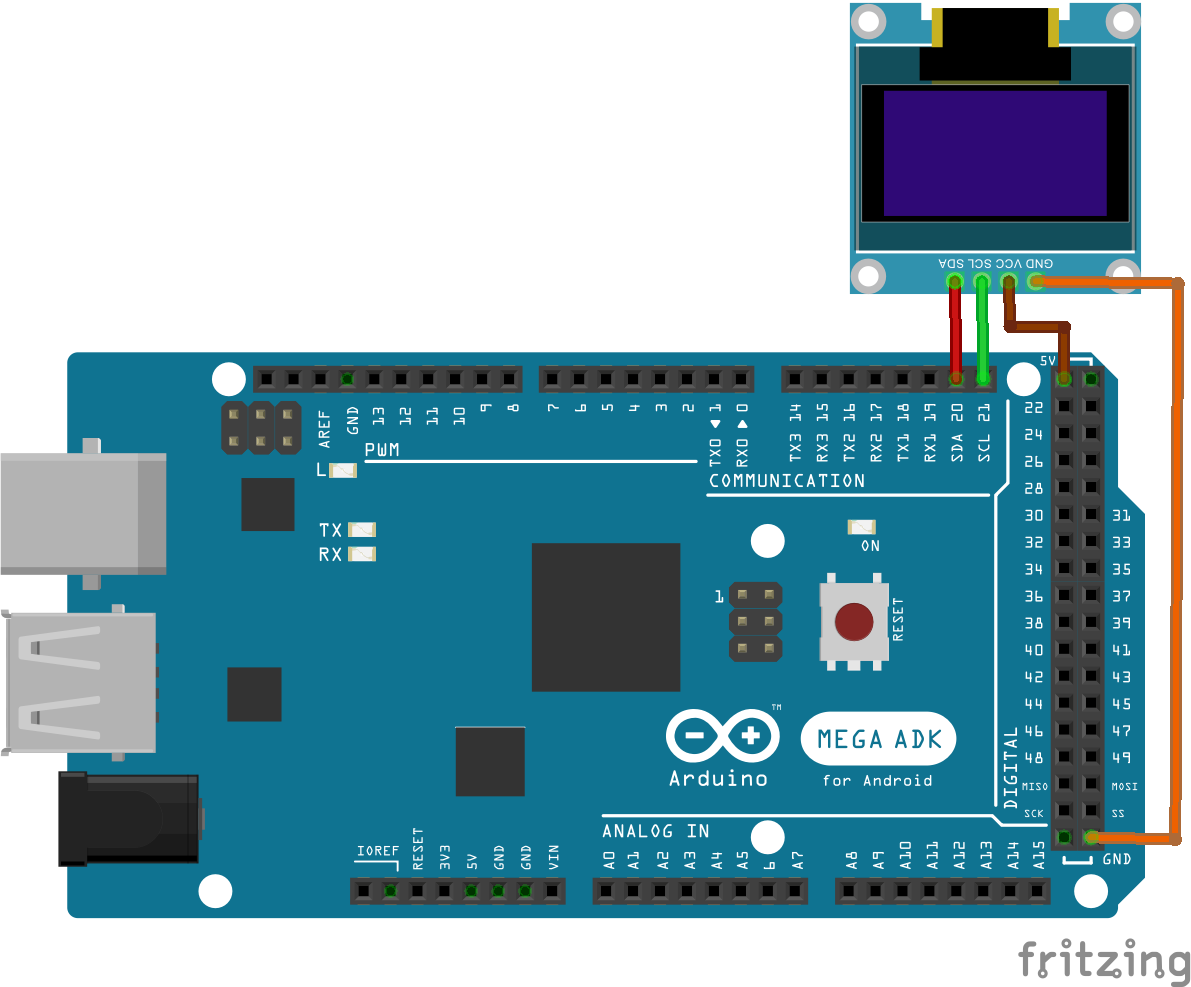 GND VCC SCL SDA
5V
AREF
GND
13
12
11
10
9
8
7
6
5
4
3
2
TX0 ▶ 1
RX0 ◀ 0
TX3 14
RX3 15
TX2 16
RX2 17
TX1 18
RX1 19
SDA 20
SCL 21
PWM
L
COMMUNICATION
TX
RX
ON
1
RESET
22
24
26
28
30 31
32 33
34 35
36 37
38 39
40 41
42 43
44 45
46 47
48 49
MISO MOSI
SCK SS
DIGITAL
TM
MEGA ADK
Arduino
for Android
ANALOG IN
GND
IOREF
RESET
3V3
5V
GND
GND
VIN
A0
A1
A2
A3
A4
A5
6
A7
A8
A9
A10
A11
A12
A13
A14
A15
fritzing